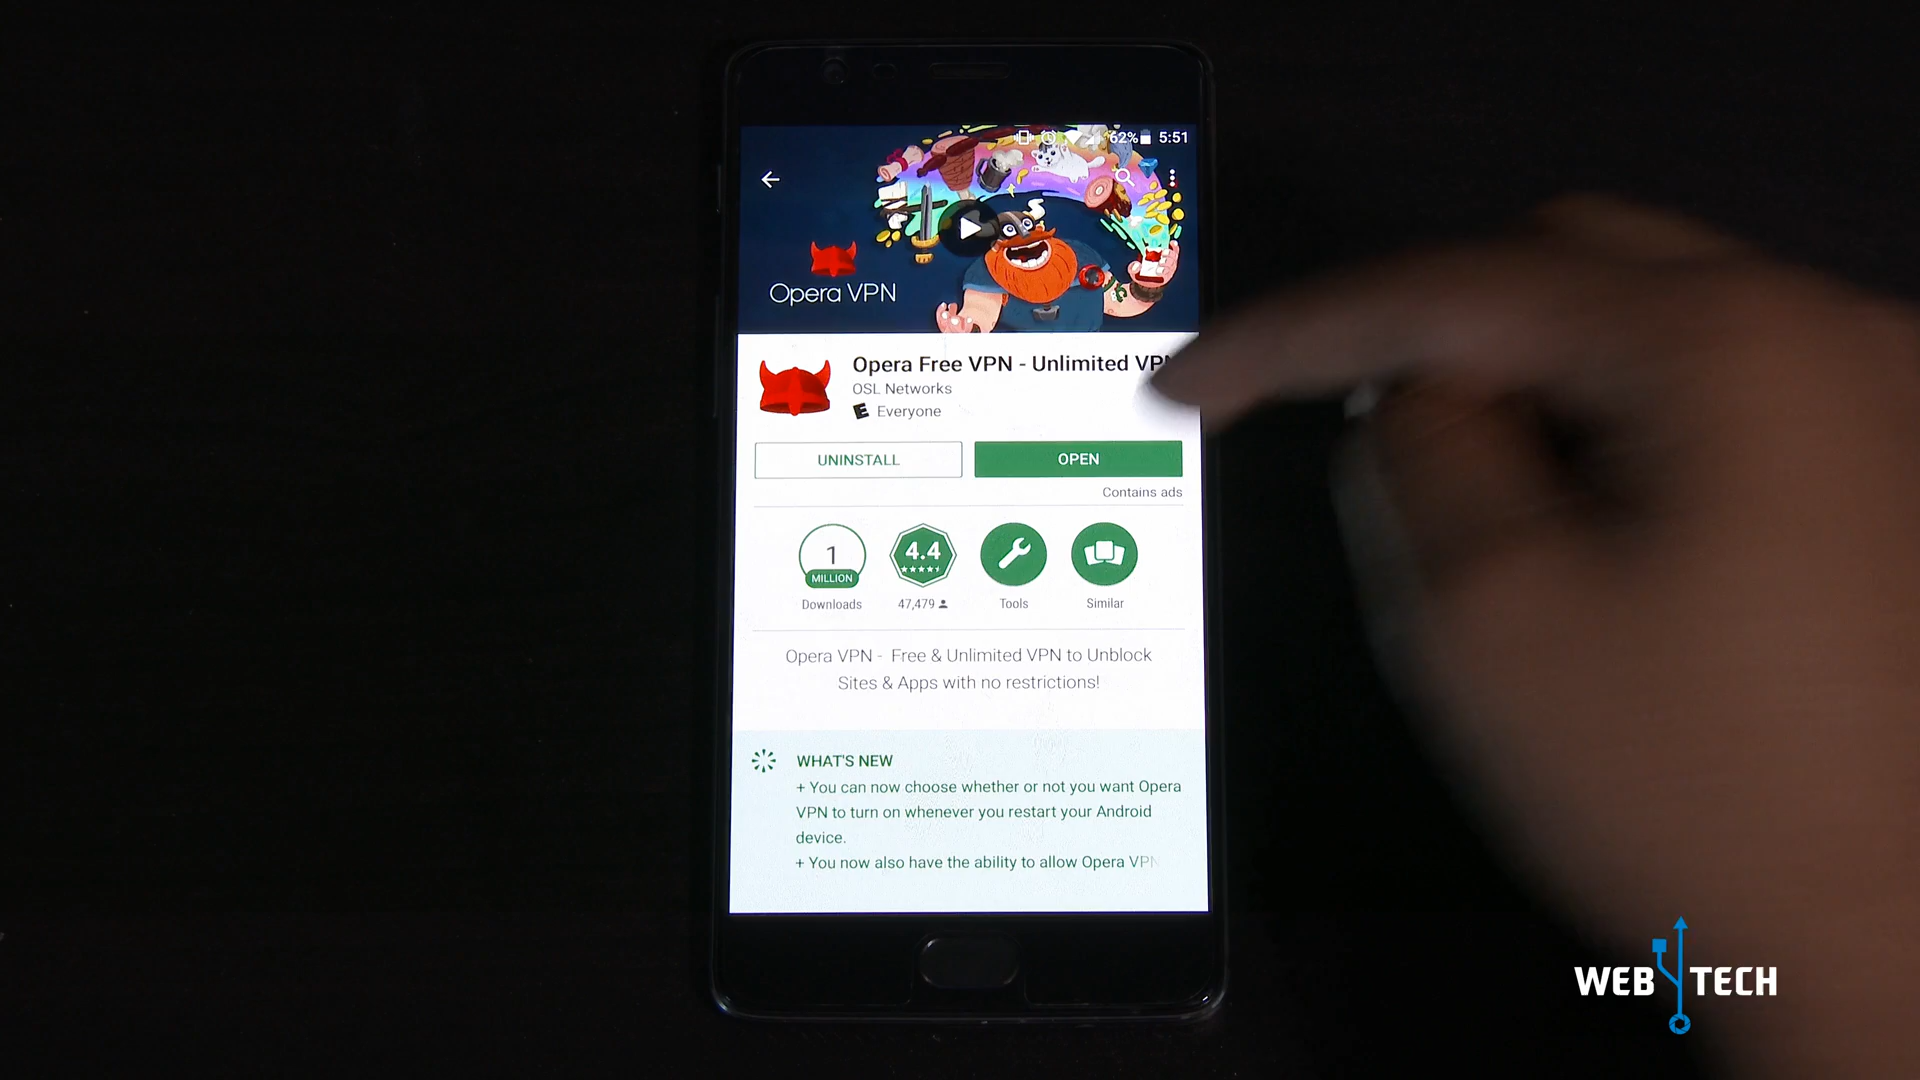 62% 5:51
Opera VPN
Opera Free VPN - Unlimited VPN
OSL Networks
E Everyone
UNINSTALL
OPEN
Contains ads
1
MILLION
Downloads
4.4
47,479
Tools
Similar
Opera VPN - Free & Unlimited VPN to Unblock
Sites & Apps with no restrictions!
WHAT'S NEW
+ You can now choose whether or not you want Opera
VPN to turn on whenever you restart your Android
device.
+ You now also have the ability to allow Opera VPN
WEB TECH